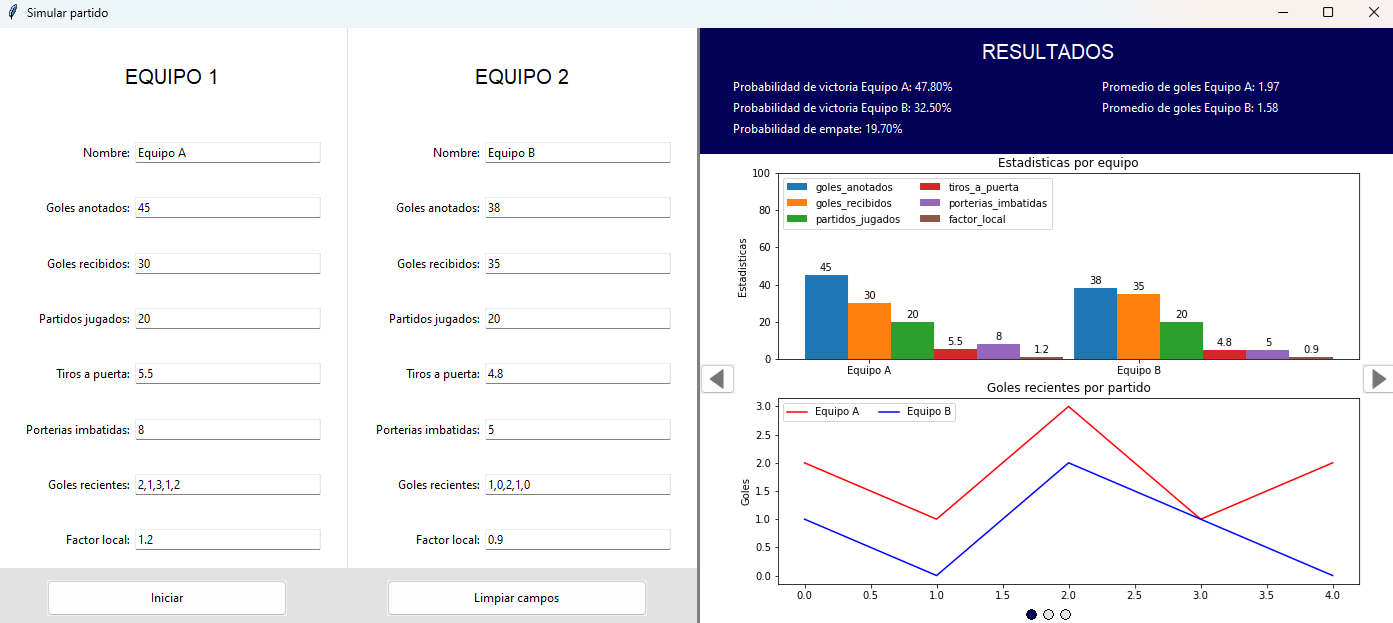 Simular partido
EQUIPO 1
Nombre: Equipo A
Goles anotados: 45
Goles recibidos: 30
Partidos jugados: 20
Tiros a puerta: 5.5
Porterias imbatidas: 8
Goles recientes: 2,1,3,1,2
Factor local: 1.2
EQUIPO 2
Nombre: Equipo B
Goles anotados: 38
Goles recibidos: 35
Partidos jugados: 20
Tiros a puerta: 4.8
Porterias imbatidas: 5
Goles recientes: 1,0,2,1,0
Factor local: 0.9
Iniciar
Limpiar campos
RESULTADOS
Probabilidad de victoria Equipo A: 47.80%
Probabilidad de victoria Equipo B: 32.50%
Probabilidad de empate: 19.70%
Promedio de goles Equipo A: 1.97
Promedio de goles Equipo B: 1.58
Estadisticas por equipo
Estadisticas
100
80
60
40
20
0
goles_anotados
goles_recibidos
partidos_jugados
tiros_a_puerta
porterias_imbatidas
factor_local
45
30
20
5.5
8
1.2
38
35
20
4.8
5
0.9
Equipo A
Equipo B
Goles recientes por partido
Goles
3.0
2.5
2.0
1.5
1.0
0.5
0.0
Equipo A
Equipo B
0.0 0.5 1.0 1.5 2.0 2.5 3.0 3.5 4.0